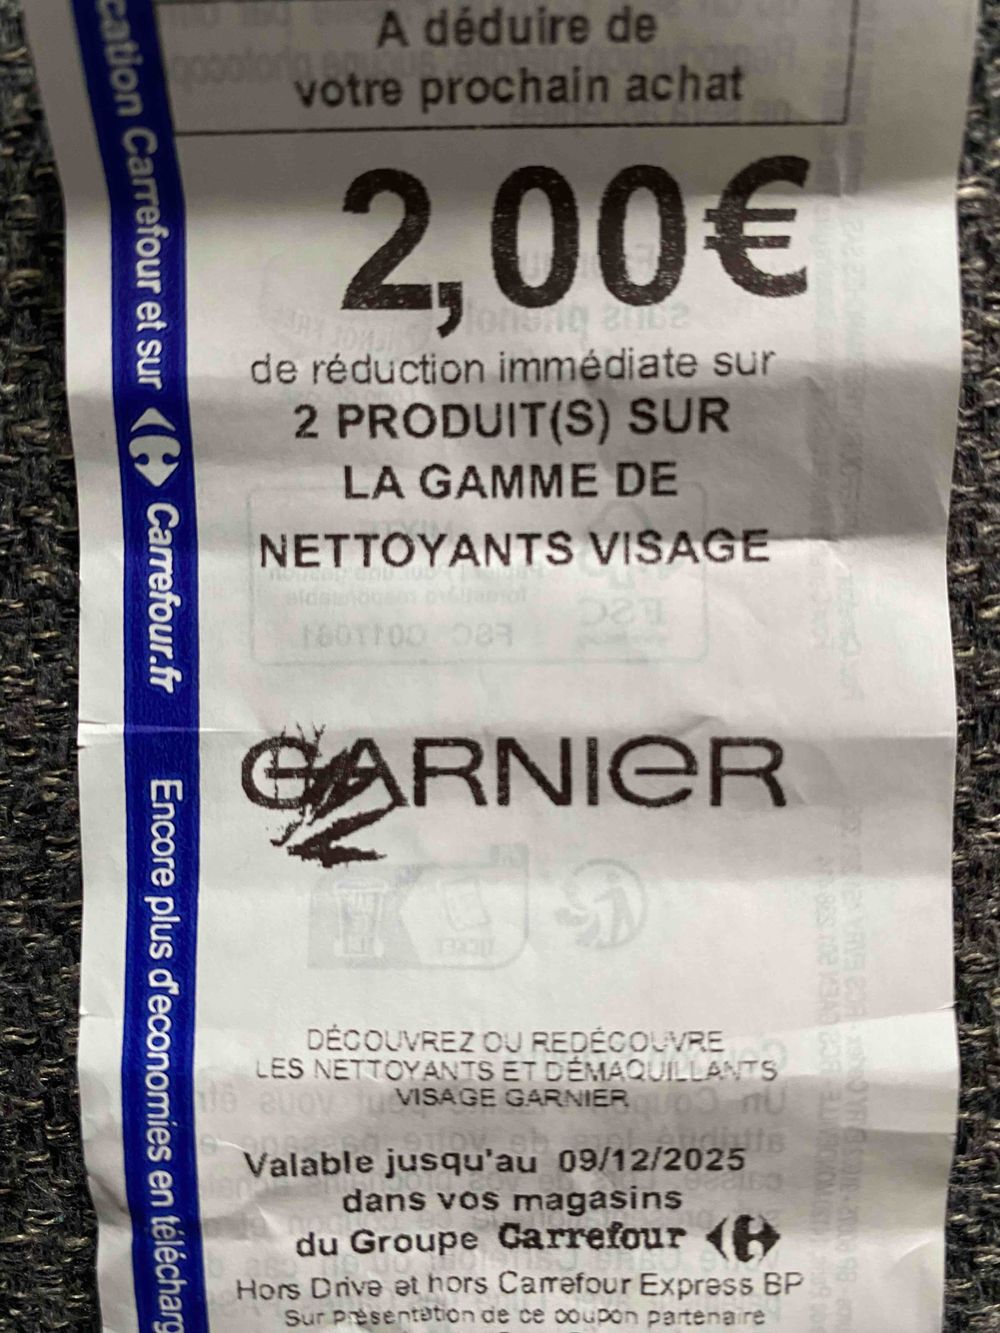 A déduire de
votre prochain achat
2,00€
de réduction immédiate sur
2 PRODUIT(S) SUR
LA GAMME DE
NETTOYANTS VISAGE
GARNIER
DÉCOUVREZ OU REDÉCOUVRE
LES NETTOYANTS ET DÉMAQUILLANTS
VISAGE GARNIER
Valable jusqu'au 09/12/2025
dans vos magasins
du Groupe Carrefour
Hors Drive et hors Carrefour Express BP
Sur présentation de ce coupon partenaire
cation Carrefour et sur Carrefour.fr Encore plus d'economies en télécharg